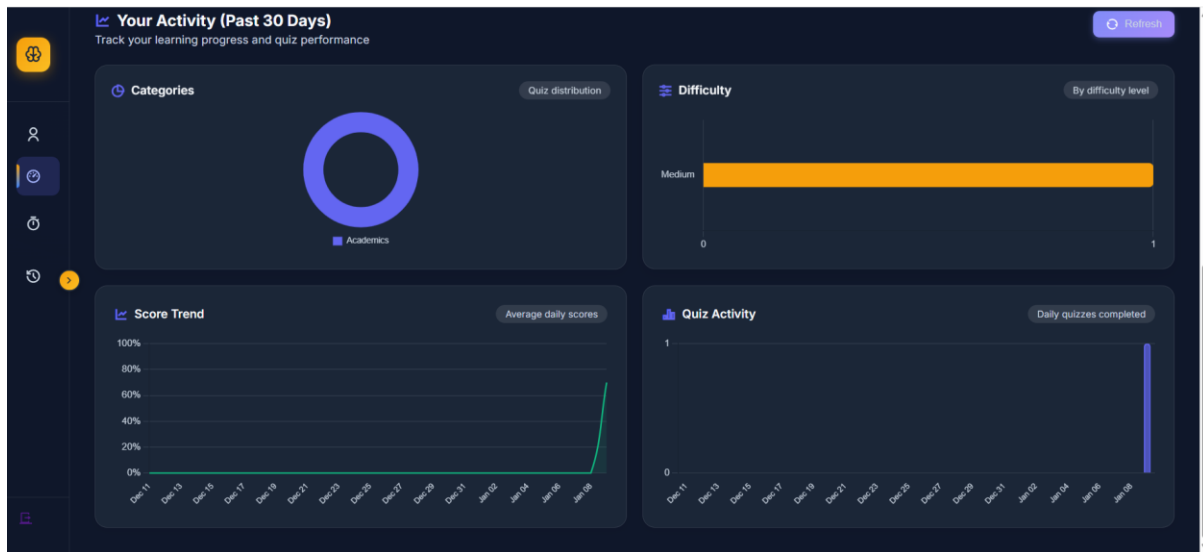 Your Activity (Past 30 Days)
Track your learning progress and quiz performance
Refresh
Categories
Quiz distribution
Academics
Difficulty
By difficulty level
Medium
0
1
Score Trend
Average daily scores
100%
80%
60%
40%
20%
0%
Dec 11
Dec 13
Dec 15
Dec 17
Dec 19
Dec 21
Dec 23
Dec 25
Dec 27
Dec 29
Dec 31
Jan 02
Jan 04
Jan 06
Jan 08
Quiz Activity
Daily quizzes completed
1
0
Dec 11
Dec 13
Dec 15
Dec 17
Dec 19
Dec 21
Dec 23
Dec 25
Dec 27
Dec 29
Dec 31
Jan 02
Jan 04
Jan 06
Jan 08